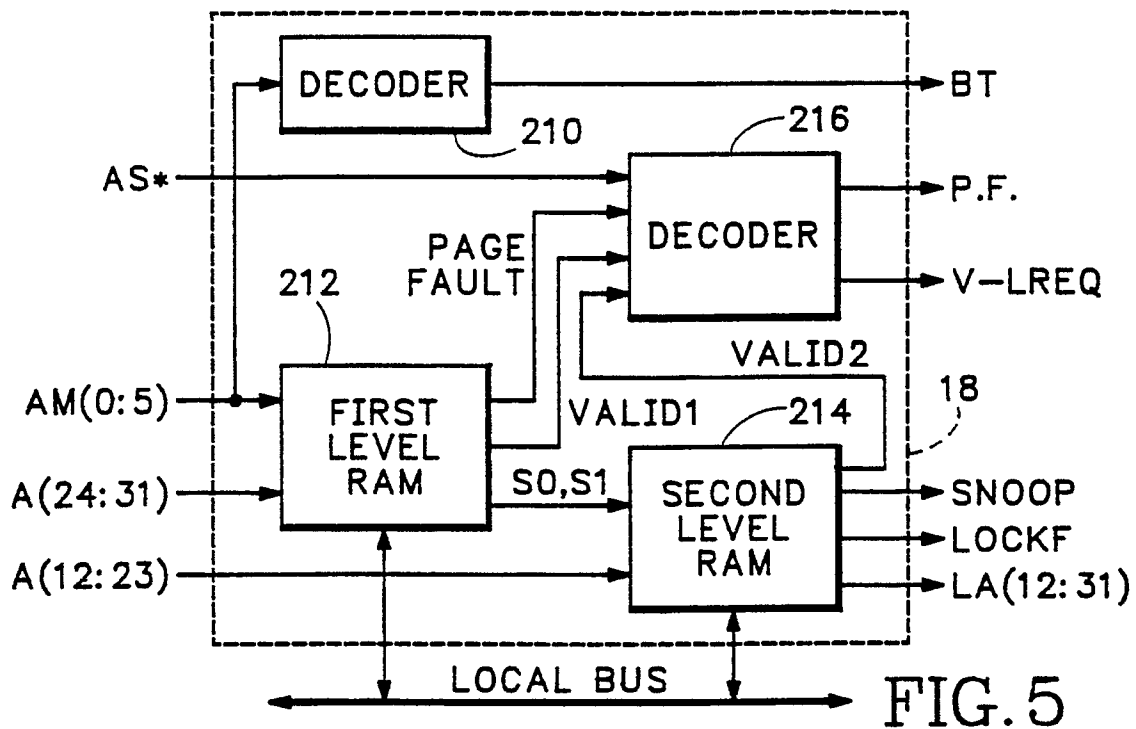 DECODER
BT
210
216
AS*
P.F.
DECODER
PAGE
FAULT
212
V-LREQ
VALID2
AM(0:5)
FIRST
LEVEL
RAM
VALID1
214
18
A(24:31)
S0,S1
SECOND
LEVEL
RAM
SNOOP
LOCKF
A(12:23)
LA(12:31)
LOCAL BUS
FIG. 5